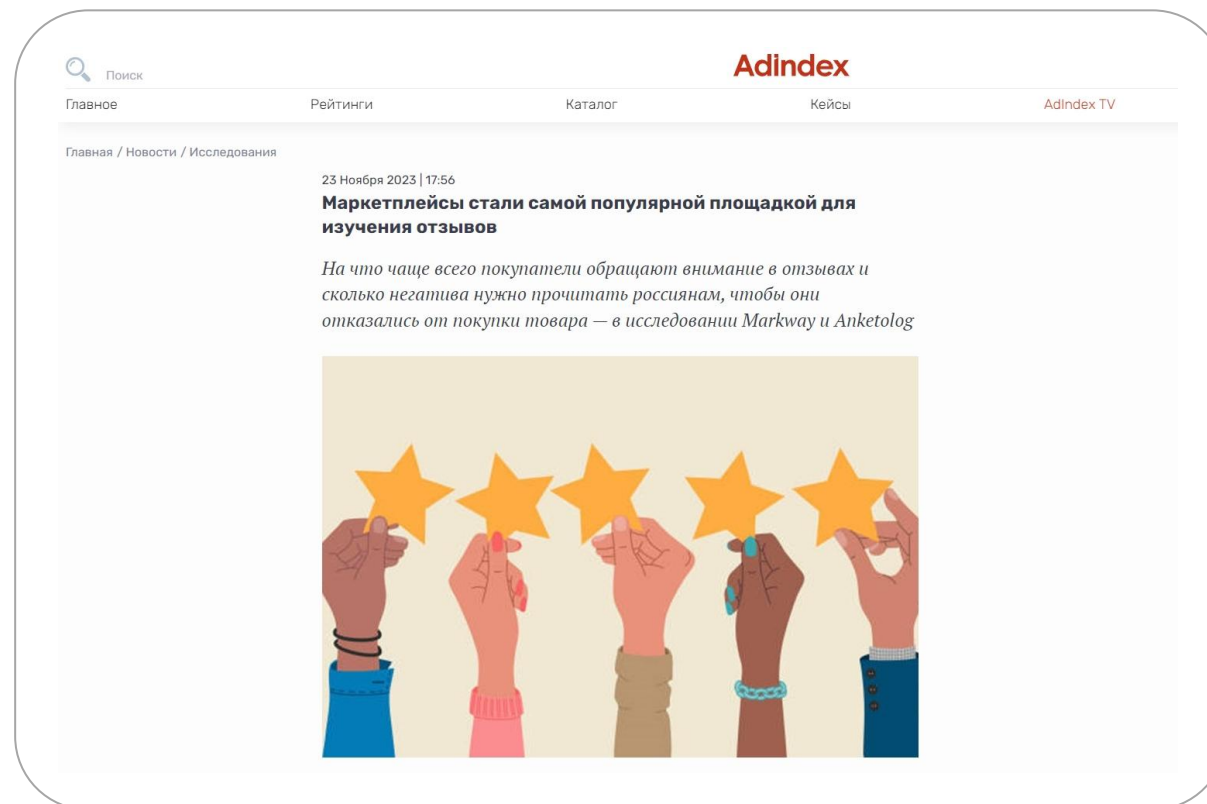 Поиск
Adindex
Главное Рейтинги Каталог Кейсы AdIndex TV
Главная / Новости / Исследования
23 Ноября 2023 | 17:56
Маркетплейсы стали самой популярной площадкой для
изучения отзывов
На что чаще всего покупатели обращают внимание в отзывах и
сколько негатива нужно прочитать россиянам, чтобы они
отказались от покупки товара — в исследовании Markway и Anketolog